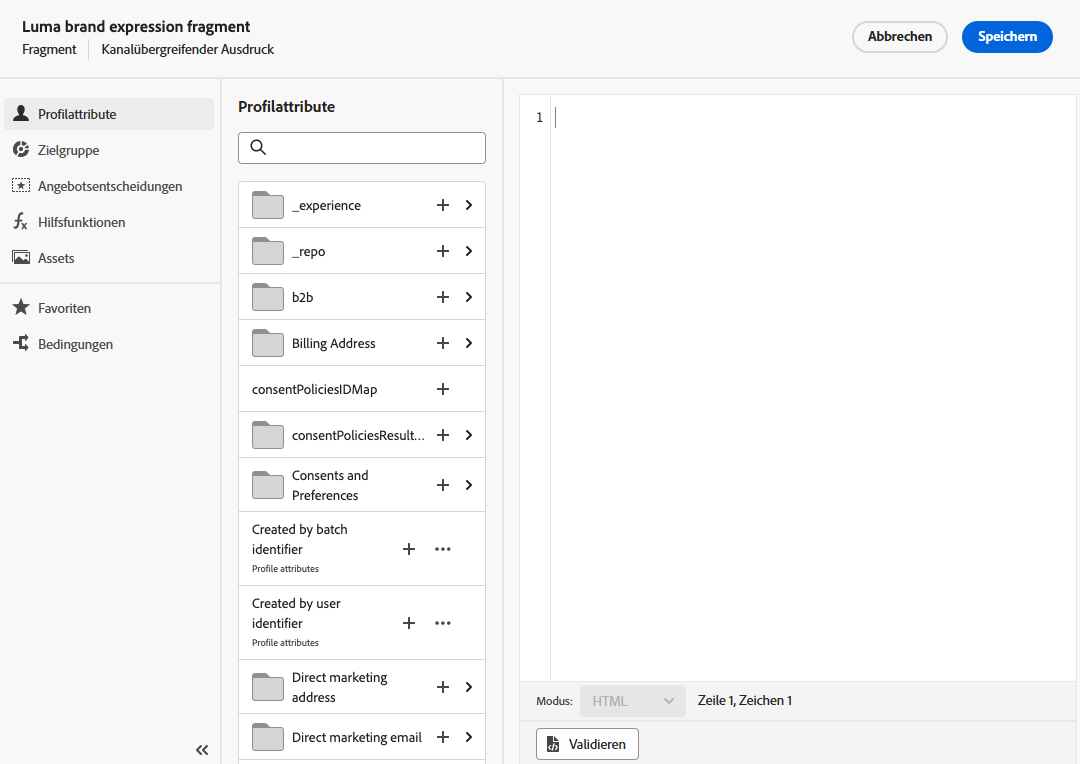 Luma brand expression fragment
Fragment Kanalübergreifender Ausdruck
Abbrechen
Speichern
Profilattribute
Zielgruppe
Angebotsentscheidungen
Hilfsfunktionen
Assets
Favoriten
Bedingungen
Profilattribute
_experience
_repo
b2b
Billing Address
consentPoliciesIDMap
consentPoliciesResult...
Consents and
Preferences
Created by batch
identifier
Profile attributes
Created by user
identifier
Profile attributes
Direct marketing
address
Direct marketing email
1
Modus: HTML Zeile 1, Zeichen 1
Validieren